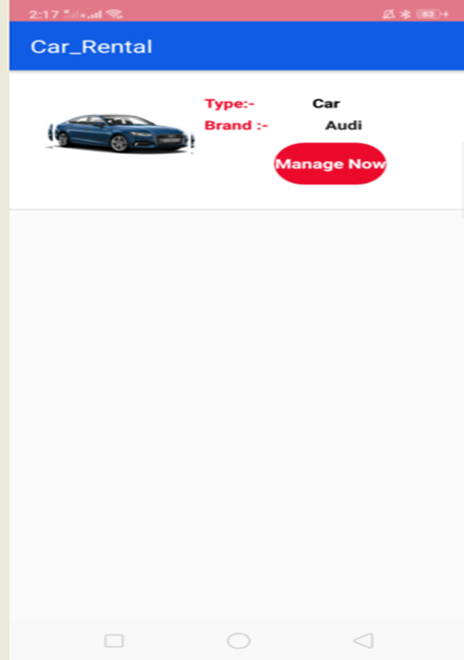 2:17
Car_Rental
Type:- Car
Brand :- Audi
Manage Now